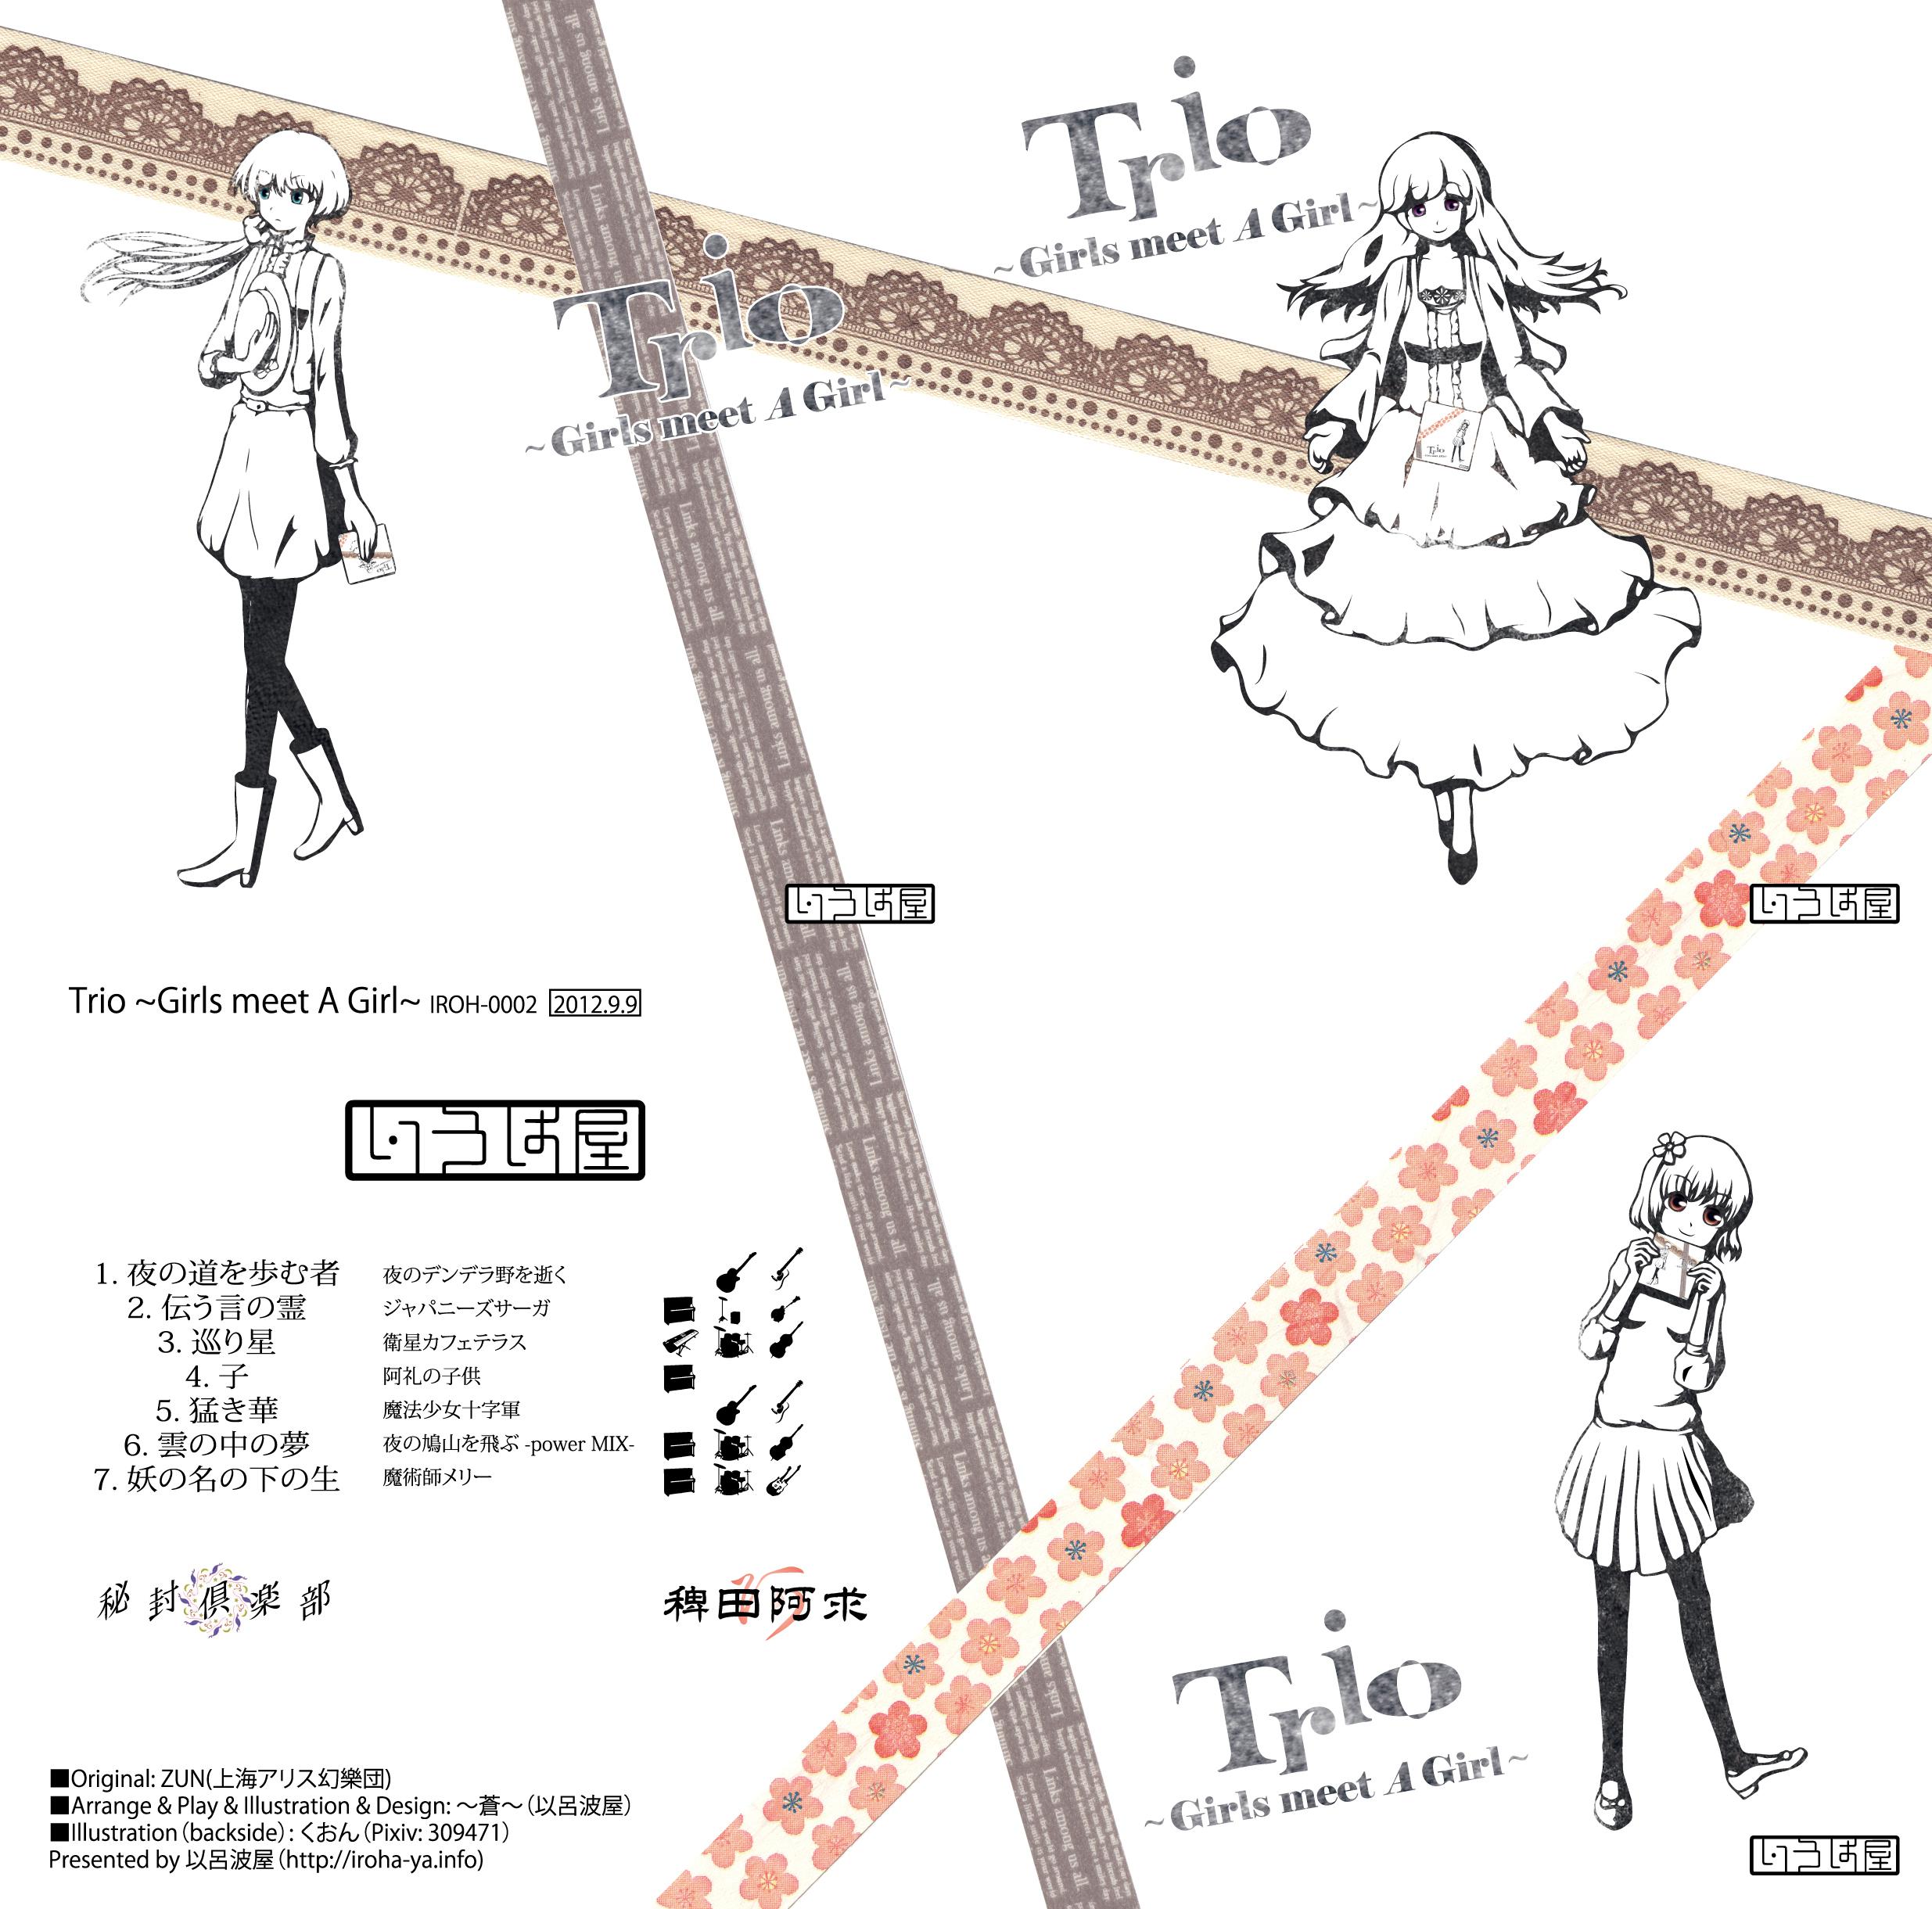 Trio
~Girls meet A Girl~
Trio
~Girls meet A Girl~
いろは屋
いろは屋
Trio ~Girls meet A Girl~ IROH-0002 2012.9.9
いろは屋
1. 夜の道を歩む者 夜のデンデラ野を逝く
2. 伝う言の霊 ジャパニーズサーガ
3. 巡り星 衛星カフェテラス
4. 子 阿礼の子供
5. 猛き華 魔法少女十字軍
6. 雲の中の夢 夜の鳩山を飛ぶ -power MIX-
7. 妖の名の下の生 魔術師メリー
秘封倶楽部
稗田阿求
Trio
~Girls meet A Girl~
■Original: ZUN(上海アリス幻樂団)
■Arrange & Play & Illustration & Design: ～蒼～（以呂波屋）
■Illustration（backside）: くおん（Pixiv: 309471）
Presented by 以呂波屋（http://iroha-ya.info)
いろは屋
Links among us all